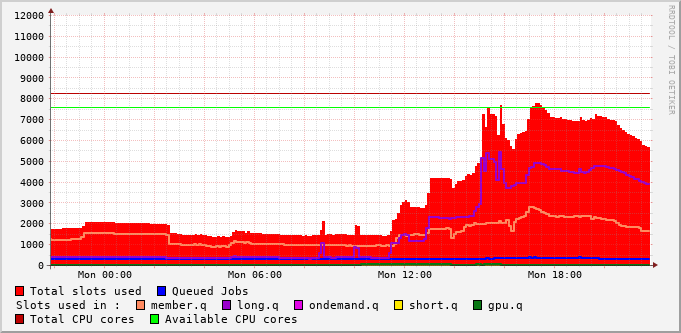 12000
11000
10000
9000
8000
7000
6000
5000
4000
3000
2000
1000
0
Mon 00:00 Mon 06:00 Mon 12:00 Mon 18:00
RRDTOOL / TOBI OETIKER
Total slots used Queued Jobs
Slots used in : member.q long.q ondemand.q short.q gpu.q
Total CPU cores Available CPU cores